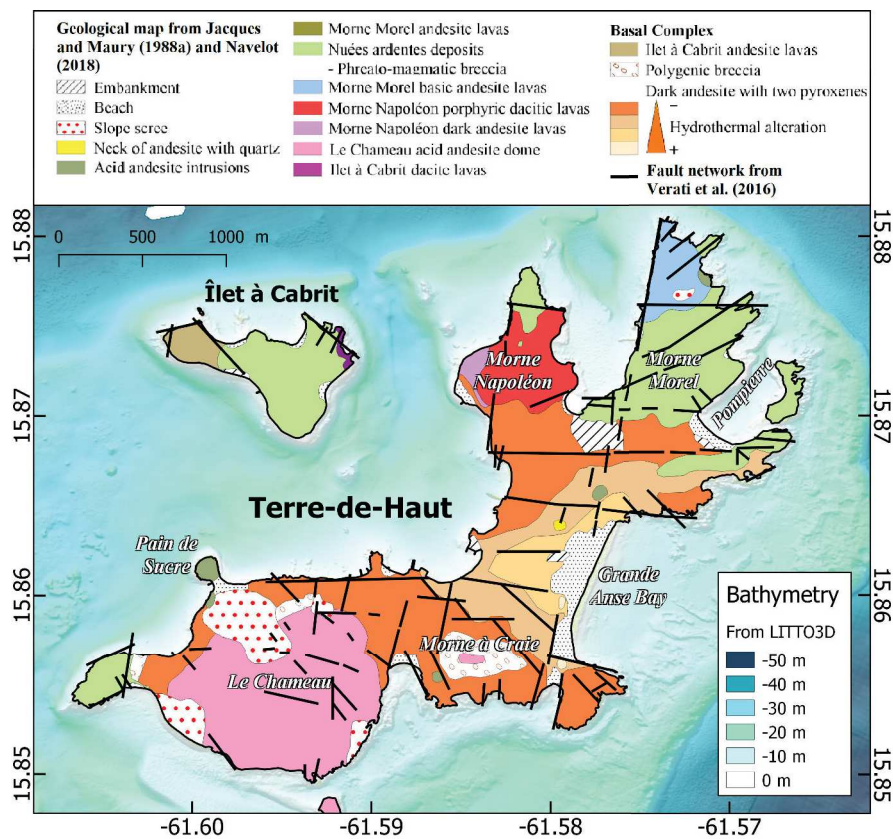 Geological map from Jacques
and Maury (1988a) and Navelot
(2018)
Embankment
Beach
Slope scree
Neck of andesite with quartz
Acid andesite intrusions
Morne Morel andesite lavas
Nuées ardentes deposits
- Phreato-magmatic breccia
Morne Morel basic andesite lavas
Morne Napoléon porphyric dacitic lavas
Morne Napoléon dark andesite lavas
Le Chameau acid andesite dome
Ilet à Cabrit dacite lavas
Basal Complex
Ilet à Cabrit andesite lavas
Polygenic breccia
Dark andesite with two pyroxenes
−
Hydrothermal alteration
+
Fault network from
Verati et al. (2016)
15.88
15.88
0 500 1000 m
Îlet à Cabrit
Morne
Napoléon
Morne
Morel
Pompierre
15.87
15.87
Terre-de-Haut
Pain de
Sucre
Grande
Anse Bay
15.86
15.86
Morne à Craie
Le Chameau
Bathymetry
From LITTO3D
-50 m
-40 m
-30 m
-20 m
-10 m
0 m
15.85
15.85
-61.60
-61.59
-61.58
-61.57